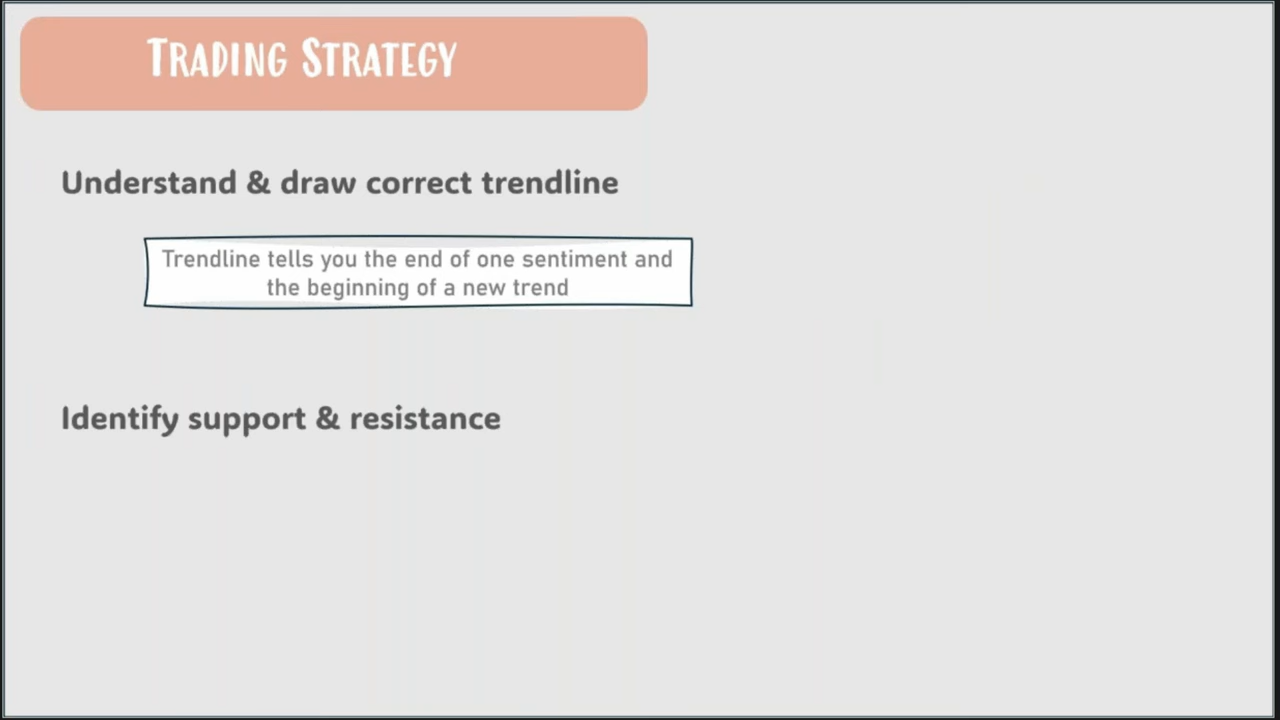 TRADING STRATEGY
Understand & draw correct trendline
Trendline tells you the end of one sentiment and
the beginning of a new trend
Identify support & resistance